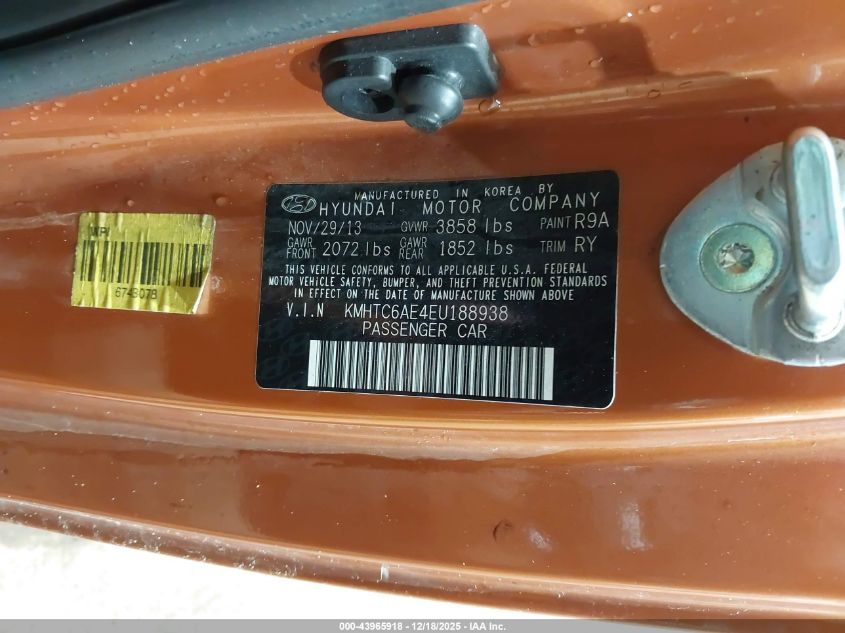 MANUFACTURED IN KOREA BY
HYUNDAI MOTOR COMPANY
NOV/29/13 GVWR 3858 lbs PAINT R9A
GAWR FRONT 2072 lbs GAWR REAR 1852 lbs TRIM RY
THIS VEHICLE CONFORMS TO ALL APPLICABLE U.S.A. FEDERAL
MOTOR VEHICLE SAFETY, BUMPER, AND THEFT PREVENTION STANDARDS
IN EFFECT ON THE DATE OF MANUFACTURE SHOWN ABOVE.
V.I.N KMHTC6AE4EU188938
PASSENGER CAR
WPI
6743078
000-43965918 - 12/18/2025 - IAA Inc.